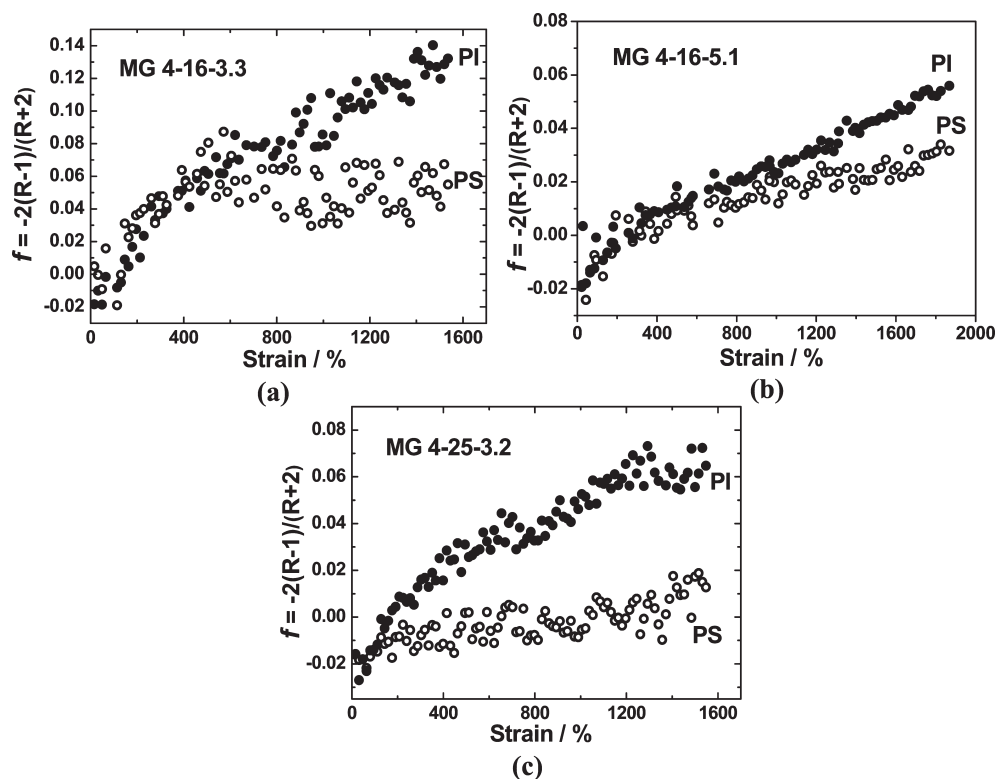 0.14
0.12
0.10
0.08
0.06
0.04
0.02
0.00
-0.02
f = -2(R-1)/(R+2)
MG 4-16-3.3
PI
PS
0 400 800 1200 1600
Strain / %
(a)
0.08
0.06
0.04
0.02
0.00
-0.02
f = -2(R-1)/(R+2)
MG 4-16-5.1
PI
PS
0 400 800 1200 1600 2000
Strain / %
(b)
0.08
0.06
0.04
0.02
0.00
-0.02
f = -2(R-1)/(R+2)
MG 4-25-3.2
PI
PS
0 400 800 1200 1600
Strain / %
(c)